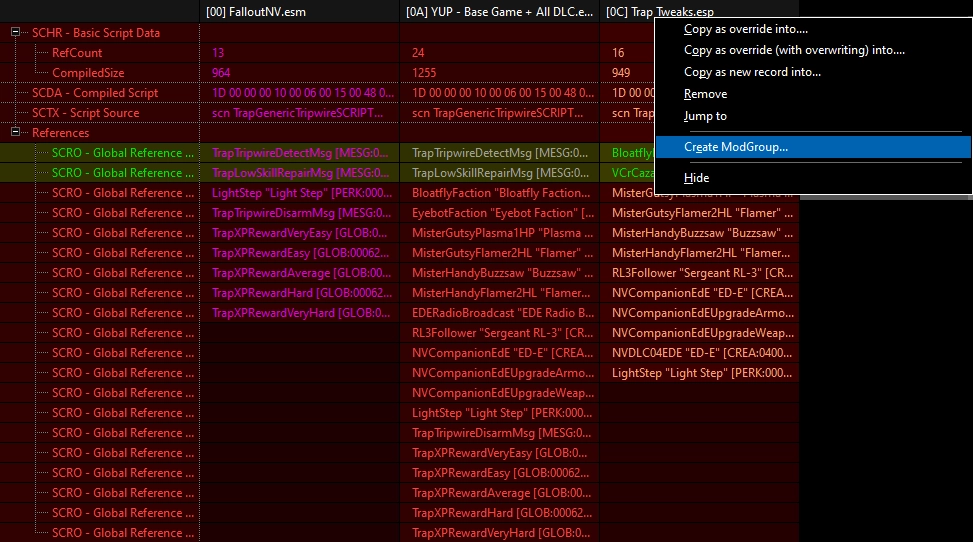 [00] FalloutNV.esm [0A] YUP - Base Game + All DLC.e... [0C] Trap Tweaks.esp
SCHR - Basic Script Data
Copy as override into....
RefCount 13 24 16
Copy as override (with overwriting) into....
CompiledSize 964 1255 949
Copy as new record into...
SCDA - Compiled Script 1D 00 00 00 10 00 06 00 15 00 48 0... 1D 00 00 00 10 00 06 00 15 00 48 0... 1D 00
Remove
SCTX - Script Source scn TrapGenericTripwireSCRIPT... scn TrapGenericTripwireSCRIPT... scn Trap
Jump to
References
Create ModGroup...
SCRO - Global Reference ... TrapTripwireDetectMsg [MESG:0... TrapTripwireDetectMsg [MESG:0... Bloatfly
SCRO - Global Reference ... TrapLowSkillRepairMsg [MESG:0... TrapLowSkillRepairMsg [MESG:0... VCrCaza
Hide
SCRO - Global Reference ... LightStep "Light Step" [PERK:000... BloatflyFaction "Bloatfly Faction...
SCRO - Global Reference ... TrapTripwireDisarmMsg [MESG:0... EyebotFaction "Eyebot Faction" [... MisterGutsyFlamer2HL "Flamer" ...
SCRO - Global Reference ... TrapXPRewardVeryEasy [GLOB:0... MisterGutsyPlasma1HP "Plasma ... MisterHandyBuzzsaw "Buzzsaw" ...
SCRO - Global Reference ... TrapXPRewardEasy [GLOB:00062... MisterGutsyFlamer2HL "Flamer" ... MisterHandyFlamer2HL "Flamer...
SCRO - Global Reference ... TrapXPRewardAverage [GLOB:00... MisterHandyBuzzsaw "Buzzsaw" ... RL3Follower "Sergeant RL-3" [CR...
SCRO - Global Reference ... TrapXPRewardHard [GLOB:00062... MisterHandyFlamer2HL "Flamer... NVCompanionEdE "ED-E" [CREA...
SCRO - Global Reference ... TrapXPRewardVeryHard [GLOB:0... EDERadioBroadcast "EDE Radio B... NVCompanionEdEUpgradeArmo...
SCRO - Global Reference ... RL3Follower "Sergeant RL-3" [CR... NVCompanionEdEUpgradeWeap...
SCRO - Global Reference ... NVCompanionEdE "ED-E" [CREA... NVDLC04EDE "ED-E" [CREA:0400...
SCRO - Global Reference ... NVCompanionEdEUpgradeArmo... LightStep "Light Step" [PERK:000...
SCRO - Global Reference ... NVCompanionEdEUpgradeWeap...
SCRO - Global Reference ... LightStep "Light Step" [PERK:000...
SCRO - Global Reference ... TrapTripwireDisarmMsg [MESG:0...
SCRO - Global Reference ... TrapXPRewardVeryEasy [GLOB:0...
SCRO - Global Reference ... TrapXPRewardEasy [GLOB:00062...
SCRO - Global Reference ... TrapXPRewardAverage [GLOB:00...
SCRO - Global Reference ... TrapXPRewardHard [GLOB:00062...
SCRO - Global Reference ... TrapXPRewardVeryHard [GLOB:0...